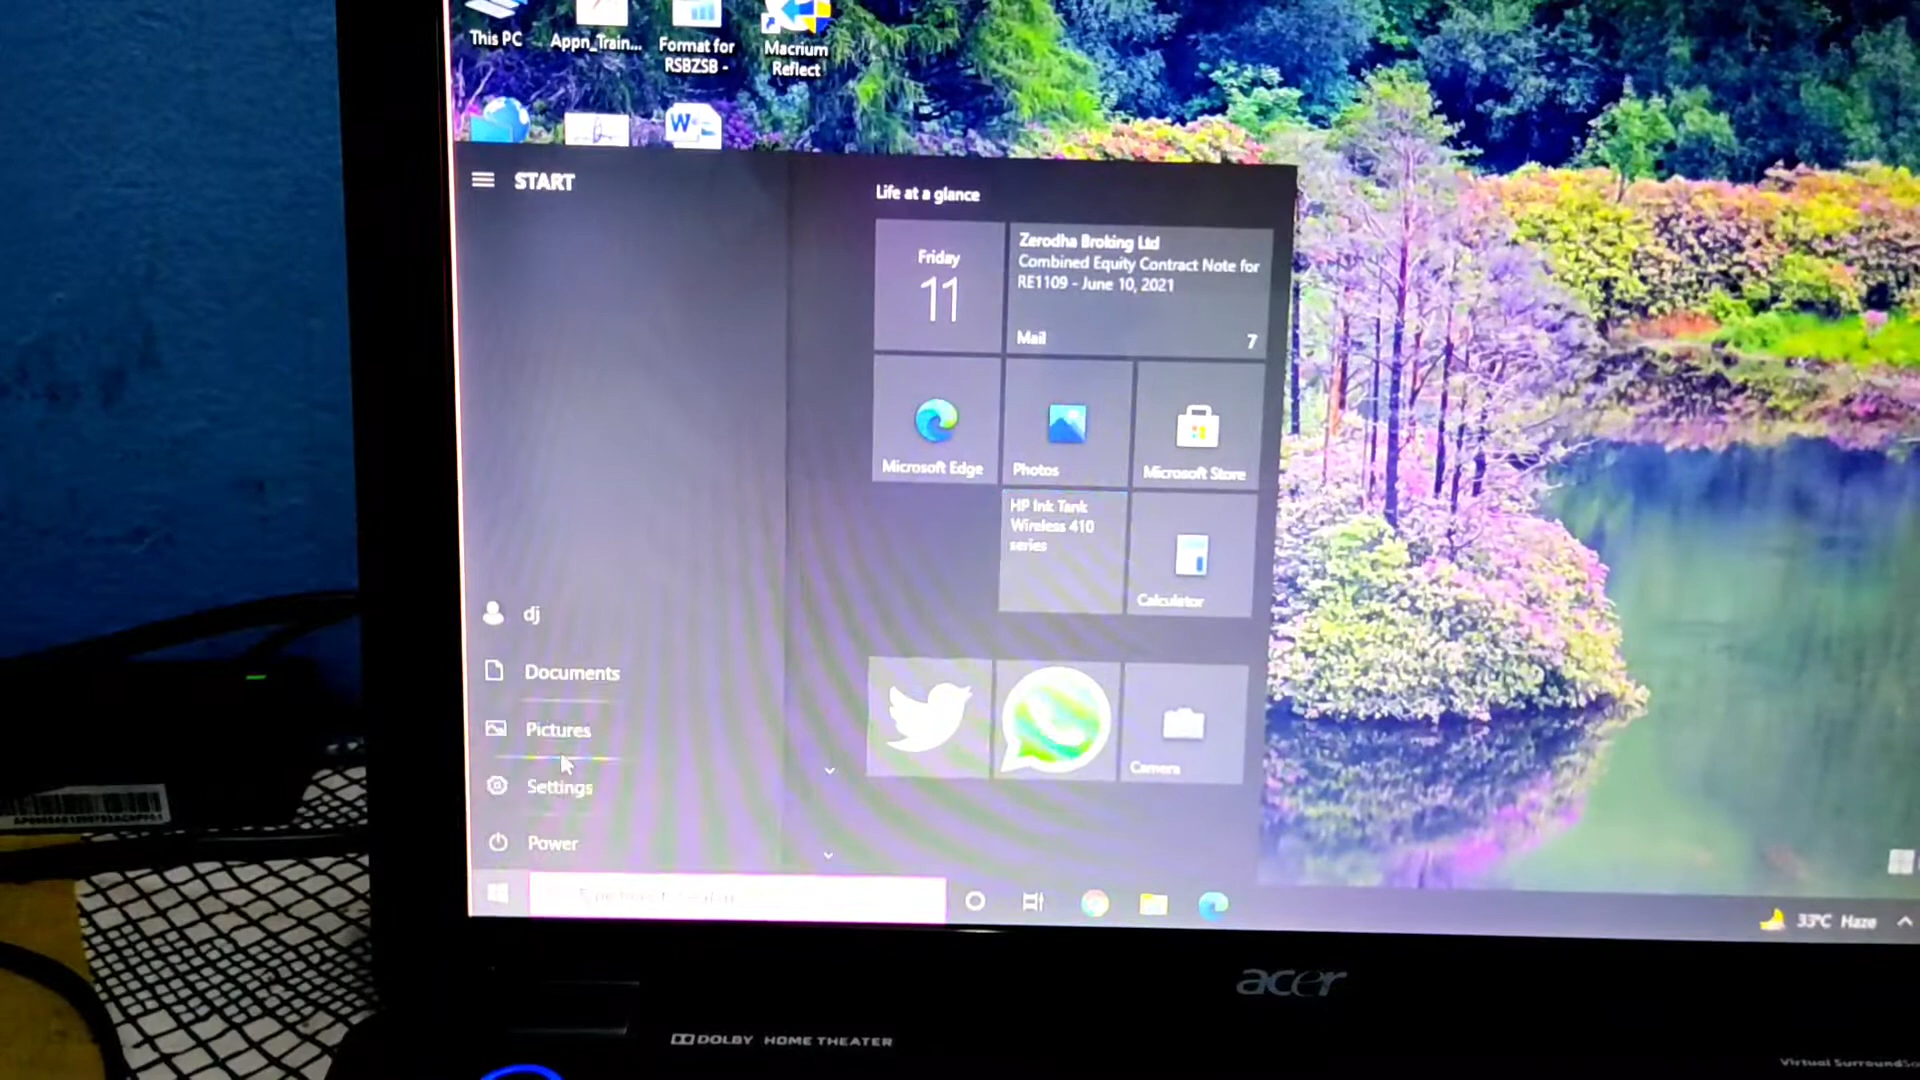 This PC
Appn_Train...
Format for
RSBZSB -
Macrium
Reflect
W
START
Life at a glance
Friday
11
Zerodha Broking Ltd
Combined Equity Contract Note for
RE1109 - June 10, 2021
Mail
7
Microsoft Edge
Photos
Microsoft Store
HP Ink Tank
Wireless 410
series
Calculator
dj
Documents
Pictures
Settings
Power
Camera
33°C Haze
acer
DOLBY HOME THEATER